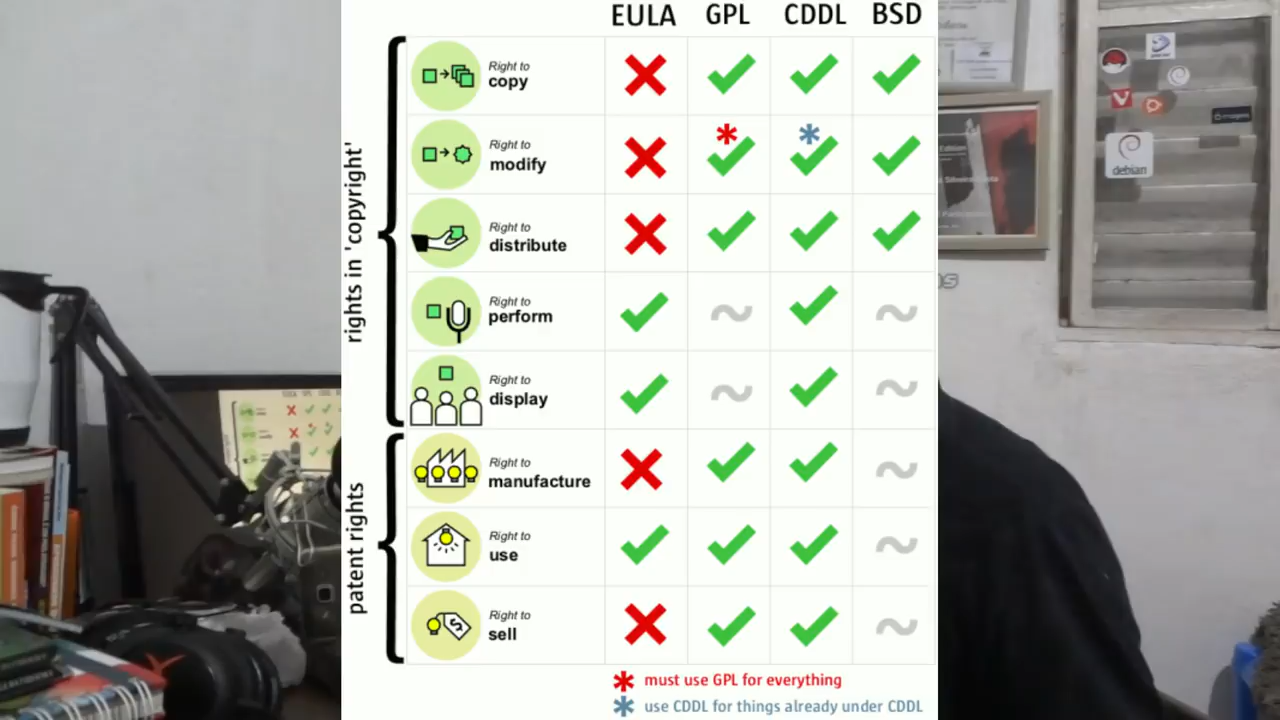 EULA GPL CDDL BSD
rights in 'copyright'
Right to
copy
Right to
modify
Right to
distribute
Right to
perform
Right to
display
patent rights
Right to
manufacture
Right to
use
Right to
sell
* must use GPL for everything
* use CDDL for things already under CDDL
Edition
debian